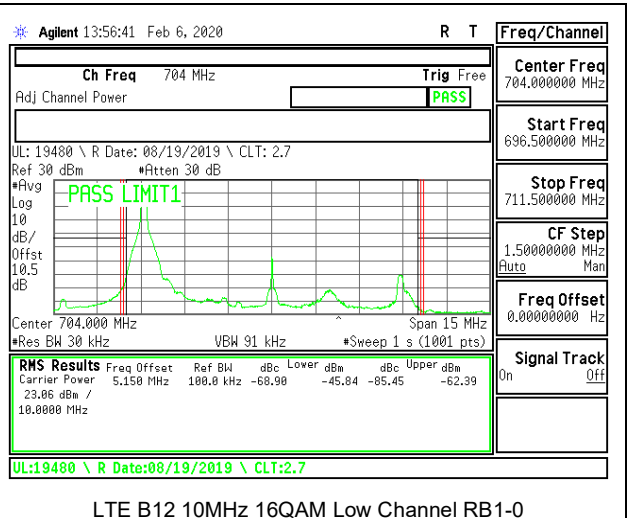 Agilent 13:56:41 Feb 6, 2020 R T
Freq/Channel
Ch Freq 704 MHz Trig Free
Adj Channel Power PASS
UL: 19480 \ R Date: 08/19/2019 \ CLT: 2.7
Ref 30 dBm #Atten 30 dB
#Avg
Log
10
dB/
Offst
10.5
dB
PASS LIMIT1
Center 704.000 MHz Span 15 MHz
#Res BW 30 kHz VBW 91 kHz #Sweep 1 s (1001 pts)
RMS Results Freq Offset Ref BW dBc Lower dBm dBc Upper dBm
Carrier Power 5.150 MHz 100.0 kHz -68.90 -45.84 -85.45 -62.39
23.06 dBm /
10.0000 MHz
UL:19480 \ R Date:08/19/2019 \ CLT:2.7
Center Freq
704.000000 MHz
Start Freq
696.500000 MHz
Stop Freq
711.500000 MHz
CF Step
1.50000000 MHz
Auto Man
Freq Offset
0.00000000 Hz
Signal Track
On Off
LTE B12 10MHz 16QAM Low Channel RB1-0